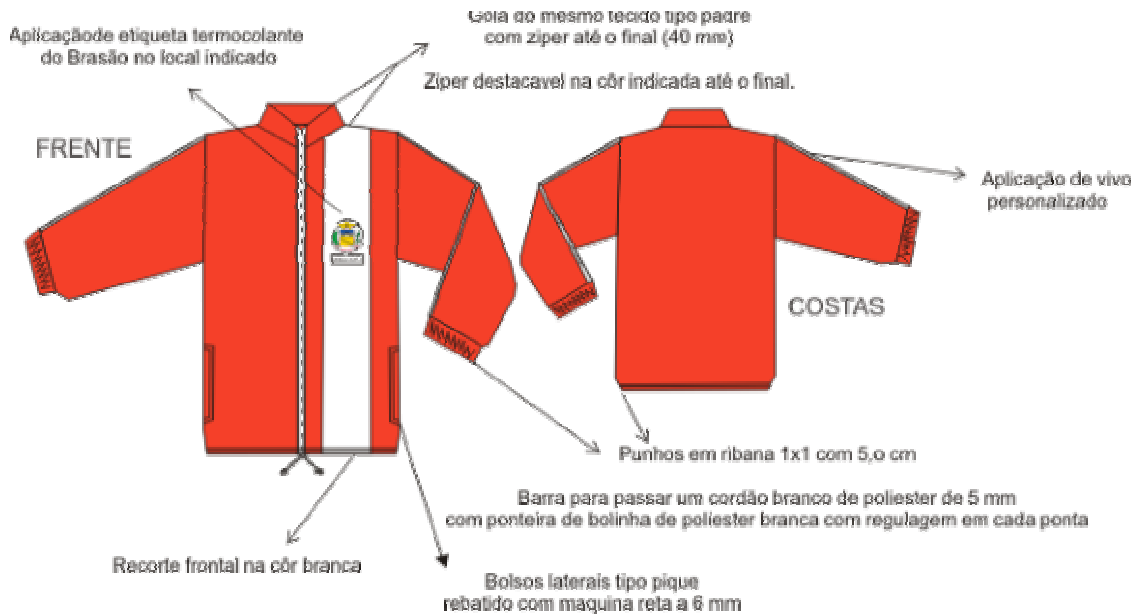 Gola do mesmo tecido tipo padre
com ziper até o final (40 mm)
Aplicaçãode etiqueta termocolante
do Brasão no local indicado
Ziper destacavel na côr indicada até o final.
FRENTE
Aplicação de vivo
personalizado
COSTAS
Punhos em ribana 1x1 com 5,o cm
Barra para passar um cordão branco de poliester de 5 mm
com ponteira de bolinha de poliester branca com regulagem em cada ponta
Recorte frontal na côr branca
Bolsos laterais tipo pique
rebatido com maquina reta a 6 mm